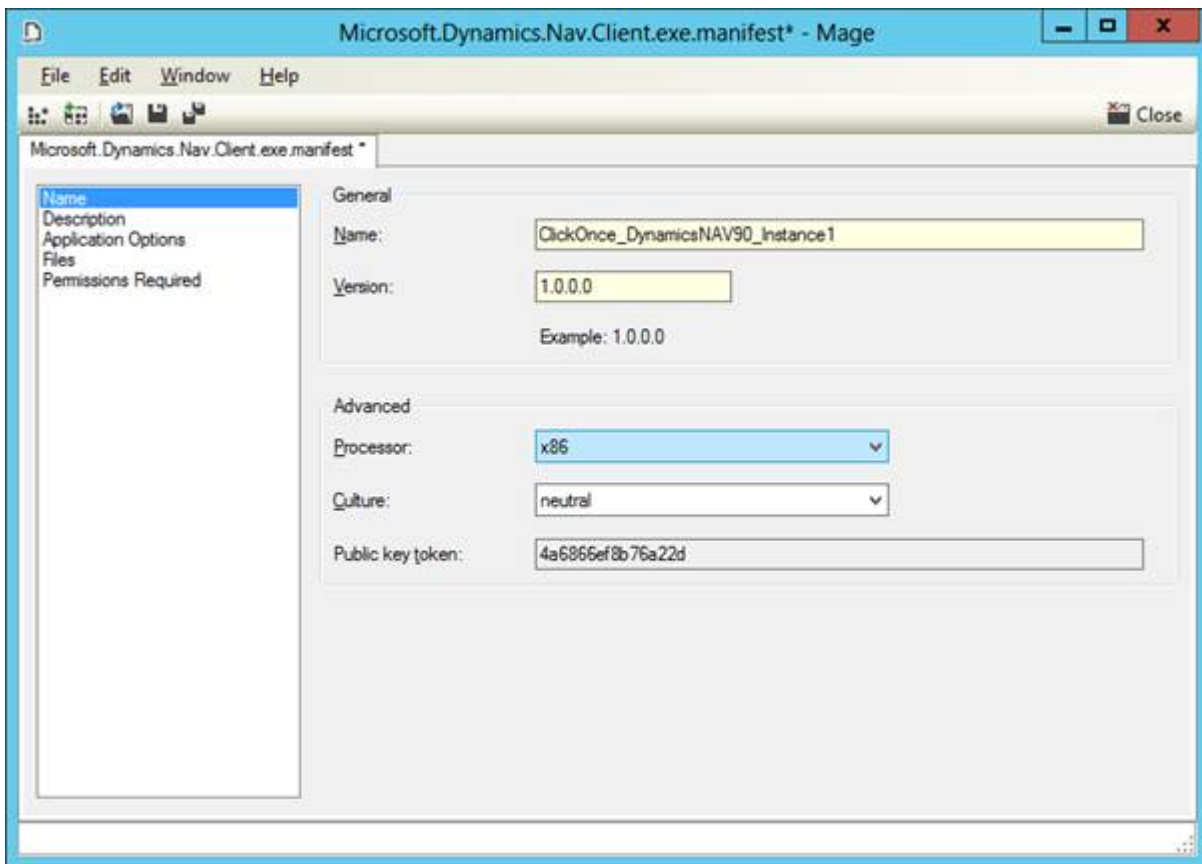 Microsoft.Dynamics.Nav.Client.exe.manifest* - Mage
File Edit Window Help
Close
Microsoft.Dynamics.Nav.Client.exe.manifest *
Name
Description
Application Options
Files
Permissions Required
General
Name: ClickOnce_DynamicsNAV90_Instance1
Version: 1.0.0.0
Example: 1.0.0.0
Advanced
Processor: x86
Culture: neutral
Public key token: 4a6866ef8b76a22d